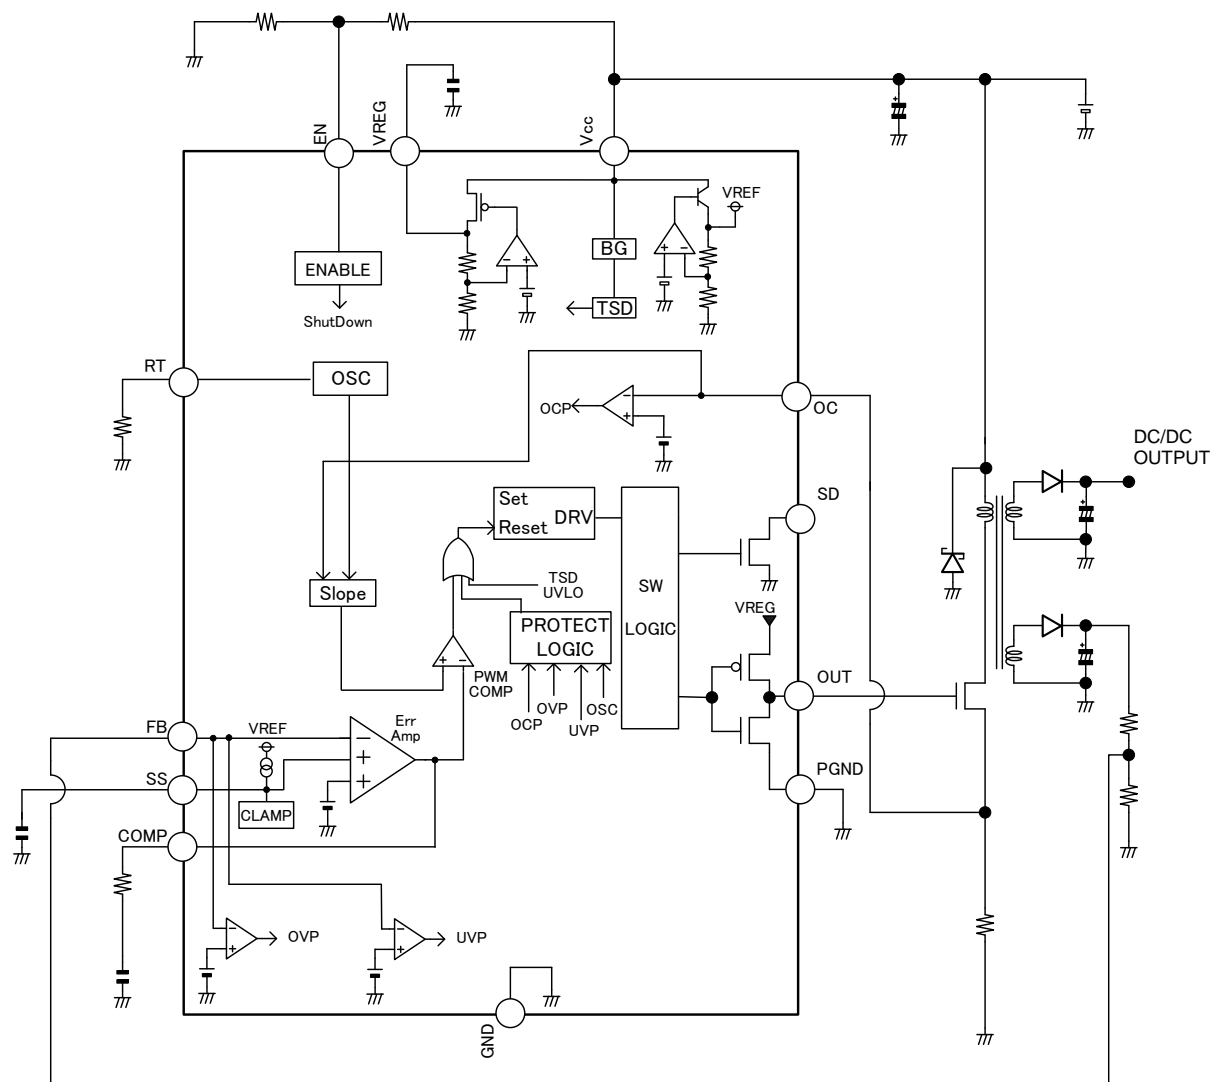 EN
VREG
Vcc
VREF
BG
ENABLE
TSD
ShutDown
RT
OSC
OCP
OC
DC/DC
OUTPUT
SD
Set
Reset
DRV
TSD
UVLO
Slope
SW
LOGIC
VREG
PROTECT
LOGIC
PWM
COMP
OCP
OVP
UVP
OSC
OUT
FB
VREF
Err
Amp
SS
CLAMP
PGND
COMP
OVP
UVP
GND